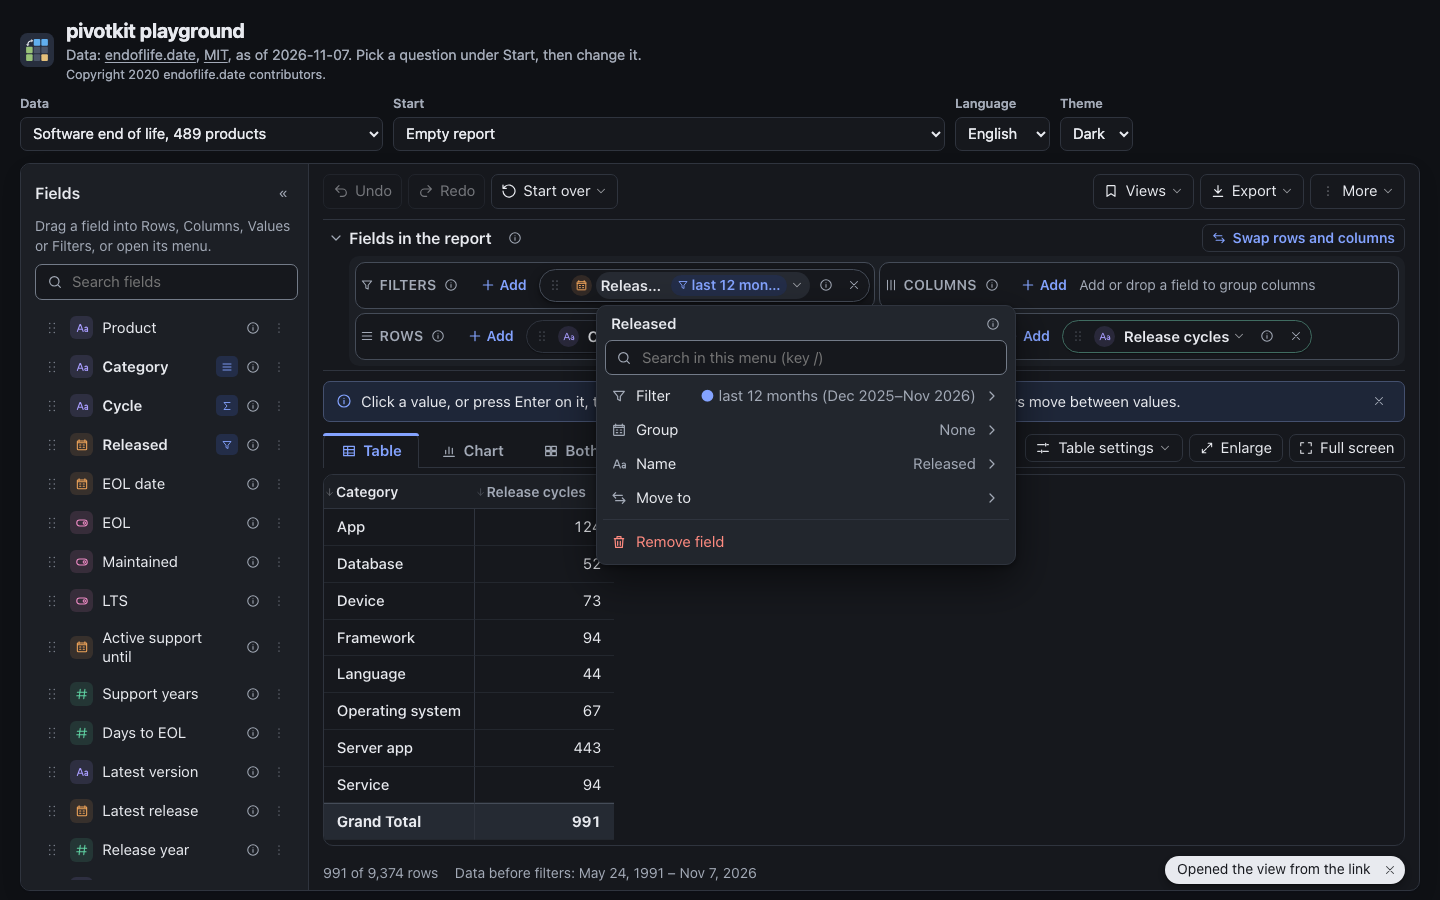 pivotkit playground
Data: endoflife.date, MIT, as of 2026-11-07. Pick a question under Start, then change it.
Copyright 2020 endoflife.date contributors.
Data
Start
Language
Theme
Software end of life, 489 products
Empty report
English
Dark
Fields
«
Drag a field into Rows, Columns, Values
or Filters, or open its menu.
Search fields
Aa Product
Aa Category
Aa Cycle Σ
Released
EOL date
EOL
Maintained
LTS
Active support
until
# Support years
# Days to EOL
Aa Latest version
Latest release
# Release year
Undo
Redo
Start over
Views
Export
More
Fields in the report
Swap rows and columns
FILTERS
+ Add
Releas...
last 12 mon...
COLUMNS
+ Add
Add or drop a field to group columns
ROWS
+ Add
Aa C
Add
Aa Release cycles
Released
Search in this menu (key /)
Filter
last 12 months (Dec 2025–Nov 2026)
Group
None
Aa Name
Released
Move to
Remove field
Click a value, or press Enter on it, t
s move between values.
Table
Chart
Both
Table settings
Enlarge
Full screen
↓ Category
↓ Release cycles
App 124
Database 52
Device 73
Framework 94
Language 44
Operating system 67
Server app 443
Service 94
Grand Total 991
991 of 9,374 rows
Data before filters: May 24, 1991 – Nov 7, 2026
Opened the view from the link